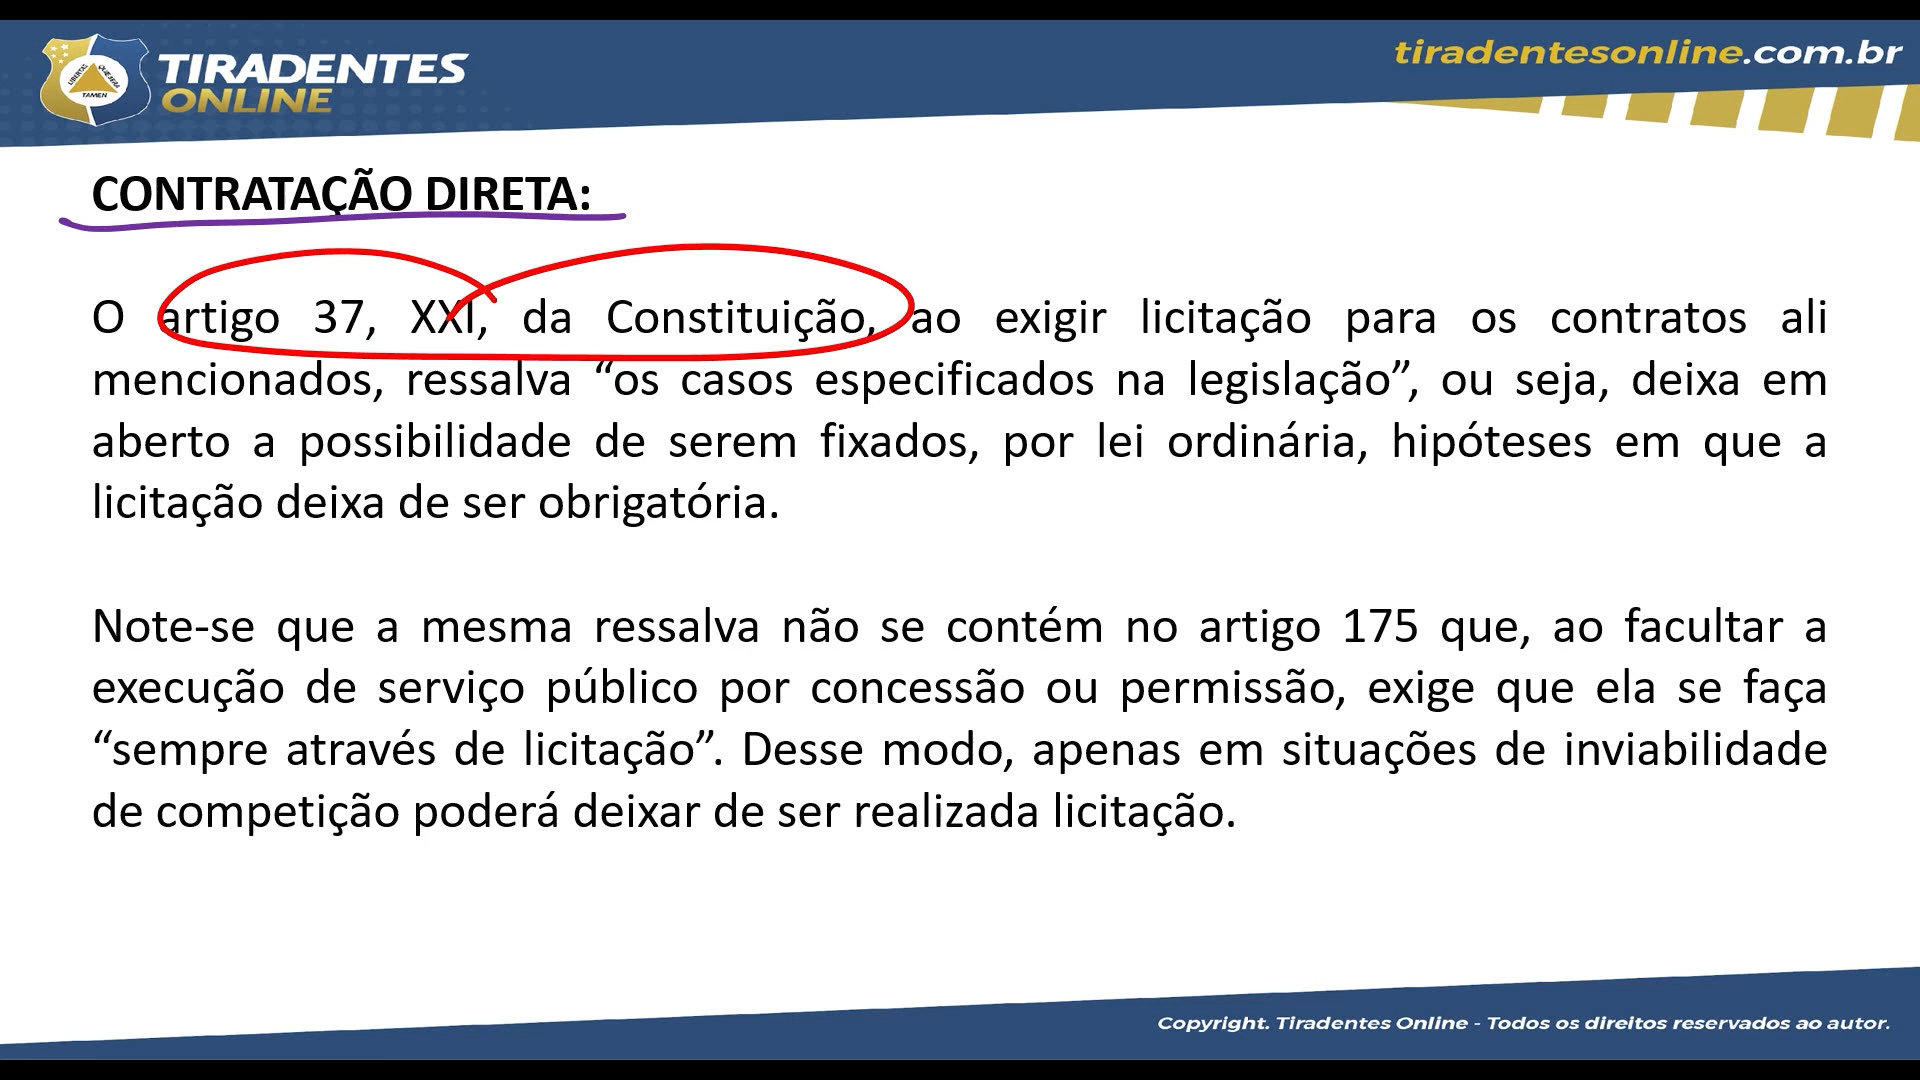 TIRADENTES
ONLINE
LIBERTAS QUAE SERA
TAMEN
tiradentesonline.com.br
CONTRATAÇÃO DIRETA:
O artigo 37, XXI, da Constituição, ao exigir licitação para os contratos ali
mencionados, ressalva “os casos especificados na legislação”, ou seja, deixa em
aberto a possibilidade de serem fixados, por lei ordinária, hipóteses em que a
licitação deixa de ser obrigatória.
Note-se que a mesma ressalva não se contém no artigo 175 que, ao facultar a
execução de serviço público por concessão ou permissão, exige que ela se faça
“sempre através de licitação”. Desse modo, apenas em situações de inviabilidade
de competição poderá deixar de ser realizada licitação.
Copyright. Tiradentes Online - Todos os direitos reservados ao autor.